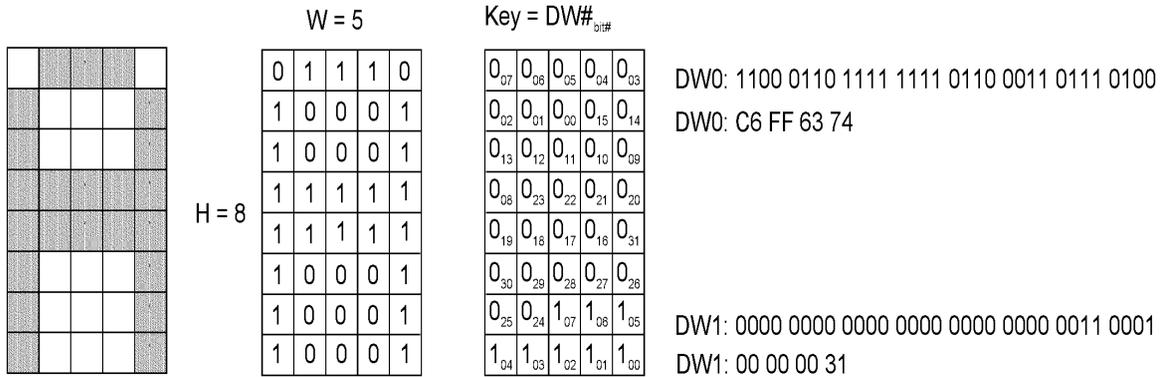 W = 5
Key = DW#bit#
0 1 1 1 0
1 0 0 0 1
1 0 0 0 1
1 1 1 1 1
1 1 1 1 1
1 0 0 0 1
1 0 0 0 1
1 0 0 0 1
H = 8
0₀₇ 0₀₆ 0₀₅ 0₀₄ 0₀₃
0₀₂ 0₀₁ 0₀₀ 0₁₅ 0₁₄
0₁₃ 0₁₂ 0₁₁ 0₁₀ 0₀₉
0₀₈ 0₂₃ 0₂₂ 0₂₁ 0₂₀
0₁₉ 0₁₈ 0₁₇ 0₁₆ 0₃₁
0₃₀ 0₂₉ 0₂₈ 0₂₇ 0₂₆
0₂₅ 0₂₄ 1₀₇ 1₀₆ 1₀₅
1₀₄ 1₀₃ 1₀₂ 1₀₁ 1₀₀
DW0: 1100 0110 1111 1111 0110 0011 0111 0100
DW0: C6 FF 63 74
DW1: 0000 0000 0000 0000 0000 0000 0011 0001
DW1: 00 00 00 31